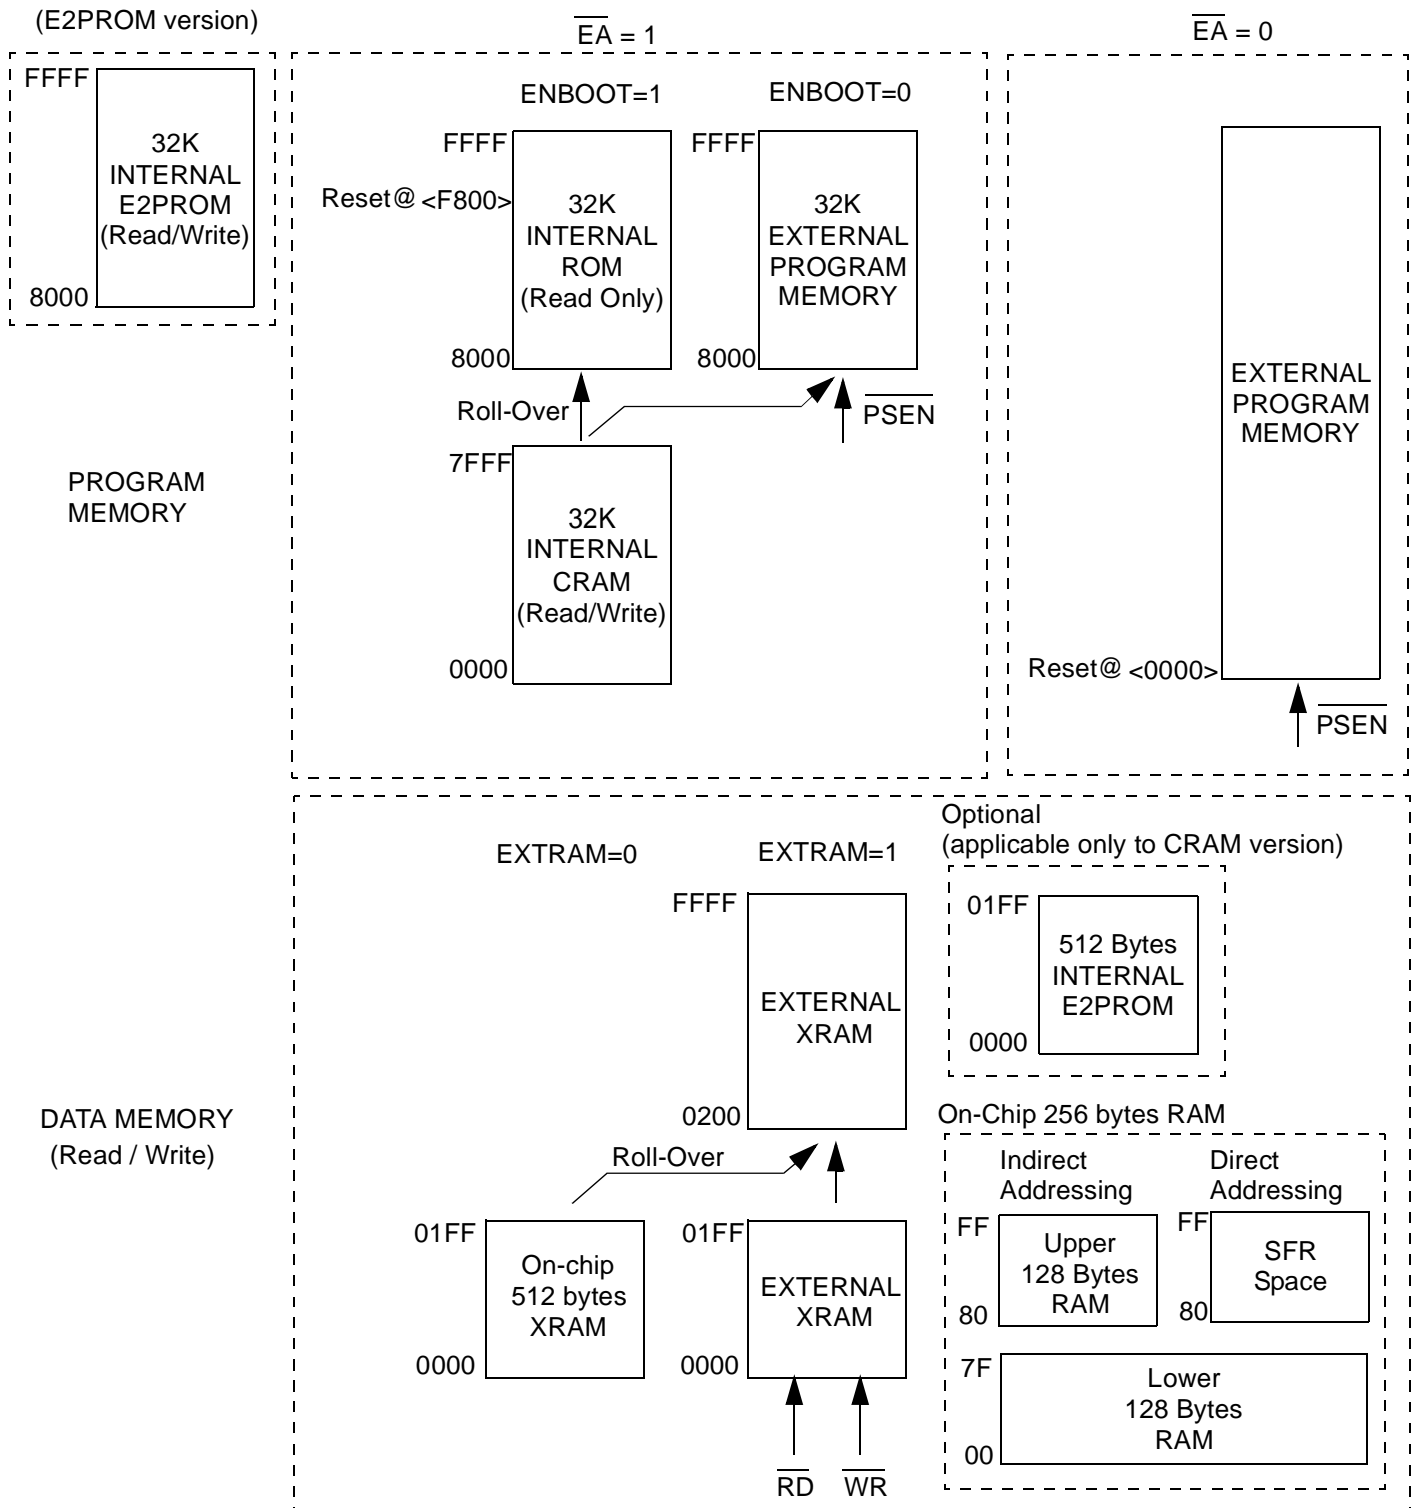 (E2PROM version)
FFFF
32K
INTERNAL
E2PROM
(Read/Write)
8000
EA = 1
ENBOOT=1
ENBOOT=0
FFFF
Reset@ <F800>
32K
INTERNAL
ROM
(Read Only)
8000
FFFF
32K
EXTERNAL
PROGRAM
MEMORY
8000
Roll-Over
PSEN
7FFF
32K
INTERNAL
CRAM
(Read/Write)
0000
EA = 0
EXTERNAL
PROGRAM
MEMORY
Reset@ <0000>
PSEN
PROGRAM
MEMORY
DATA MEMORY
(Read / Write)
EXTRAM=0
EXTRAM=1
FFFF
EXTERNAL
XRAM
0200
Roll-Over
01FF
On-chip
512 bytes
XRAM
0000
01FF
EXTERNAL
XRAM
0000
RD
WR
Optional
(applicable only to CRAM version)
01FF
512 Bytes
INTERNAL
E2PROM
0000
On-Chip 256 bytes RAM
Indirect
Addressing
Direct
Addressing
FF
Upper
128 Bytes
RAM
80
FF
SFR
Space
80
7F
Lower
128 Bytes
RAM
00